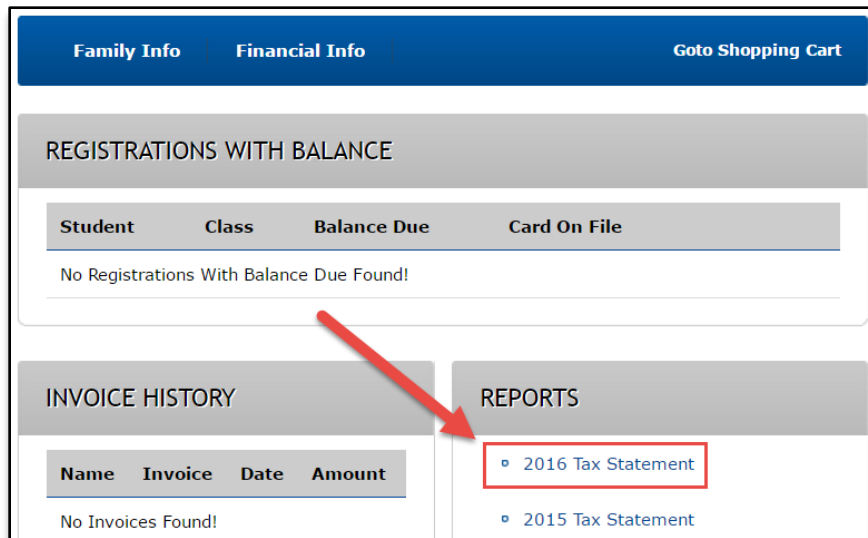 Family Info Financial Info Goto Shopping Cart
REGISTRATIONS WITH BALANCE
Student Class Balance Due Card On File
No Registrations With Balance Due Found!
INVOICE HISTORY
Name Invoice Date Amount
No Invoices Found!
REPORTS
2016 Tax Statement
2015 Tax Statement